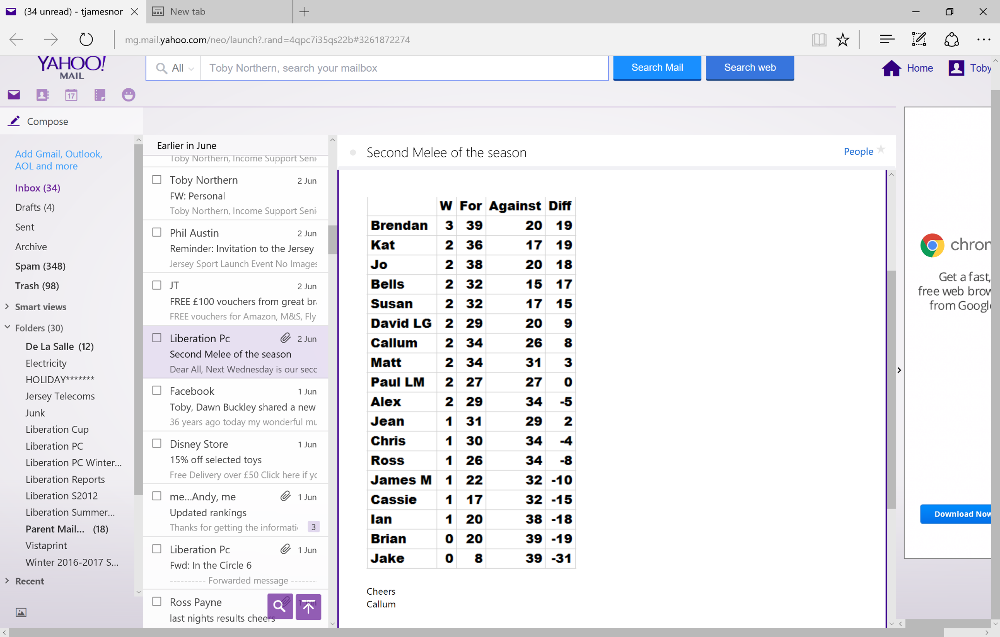 (34 unread) - tjamesnor
New tab
mg.mail.yahoo.com/neo/launch?.rand=4qpc7i35qs22b#3261872274
YAHOO!
MAIL
All
Toby Northern, search your mailbox
Search Mail
Search web
Home
Toby
17
Compose
Add Gmail, Outlook,
AOL and more
Inbox (34)
Drafts (4)
Sent
Archive
Spam (348)
Trash (98)
Smart views
Folders (30)
De La Salle (12)
Electricity
HOLIDAY*******
Jersey Telecoms
Junk
Liberation Cup
Liberation PC
Liberation PC Winter...
Liberation Reports
Liberation S2012
Liberation Summer...
Parent Mail... (18)
Vistaprint
Winter 2016-2017 S...
Recent
Earlier in June
Toby Northern, Income Support Seni
Toby Northern 2 Jun
FW: Personal
Toby Northern, Income Support Seni
Phil Austin 2 Jun
Reminder: Invitation to the Jersey
Jersey Sport Launch Event No Images
JT 2 Jun
FREE £100 vouchers from great bra
FREE vouchers for Amazon, M&S, Fly
Liberation Pc 2 Jun
Second Melee of the season
Dear All, Next Wednesday is our secc
Facebook 1 Jun
Toby, Dawn Buckley shared a new
36 years ago today my wonderful mu
Disney Store 1 Jun
15% off selected toys
Free Delivery over £50 Click here if yo
me...Andy, me 1 Jun
Updated rankings
Thanks for getting the informati 3
Liberation Pc 1 Jun
Fwd: In the Circle 6
---------- Forwarded message -------
Ross Payne 1 Jun
last nights results cheers
Second Melee of the season
People
W For Against Diff
Brendan 3 39 20 19
Kat 2 36 17 19
Jo 2 38 20 18
Bells 2 32 15 17
Susan 2 32 17 15
David LG 2 29 20 9
Callum 2 34 26 8
Matt 2 34 31 3
Paul LM 2 27 27 0
Alex 2 29 34 -5
Jean 1 31 29 2
Chris 1 30 34 -4
Ross 1 26 34 -8
James M 1 22 32 -10
Cassie 1 17 32 -15
Ian 1 20 38 -18
Brian 0 20 39 -19
Jake 0 8 39 -31
Cheers
Callum
chrom
Get a fast,
free web brow
from Google
Download Now